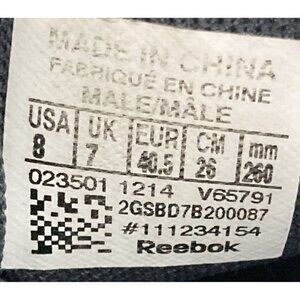 MADE IN CHINA
FABRIQUÉ EN CHINE
MALE/MÂLE
USA UK EUR CM mm
8 7 40.5 26 260
023501 1214 V65791
2GSBD7B200087
#111234154
Reebok